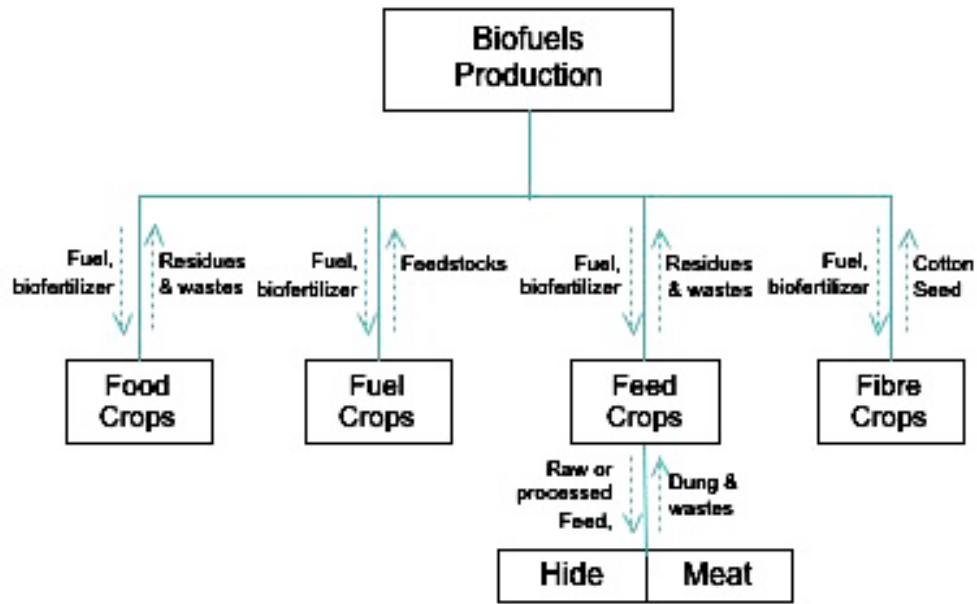 Biofuels
Production
Fuel,
biofertilizer
Residues
& wastes
Fuel,
biofertilizer
Feedstocks
Fuel,
biofertilizer
Residues
& wastes
Fuel,
biofertilizer
Cotton
Seed
Food
Crops
Fuel
Crops
Feed
Crops
Fibre
Crops
Raw or
processed
Feed,
Dung &
wastes
Hide
Meat